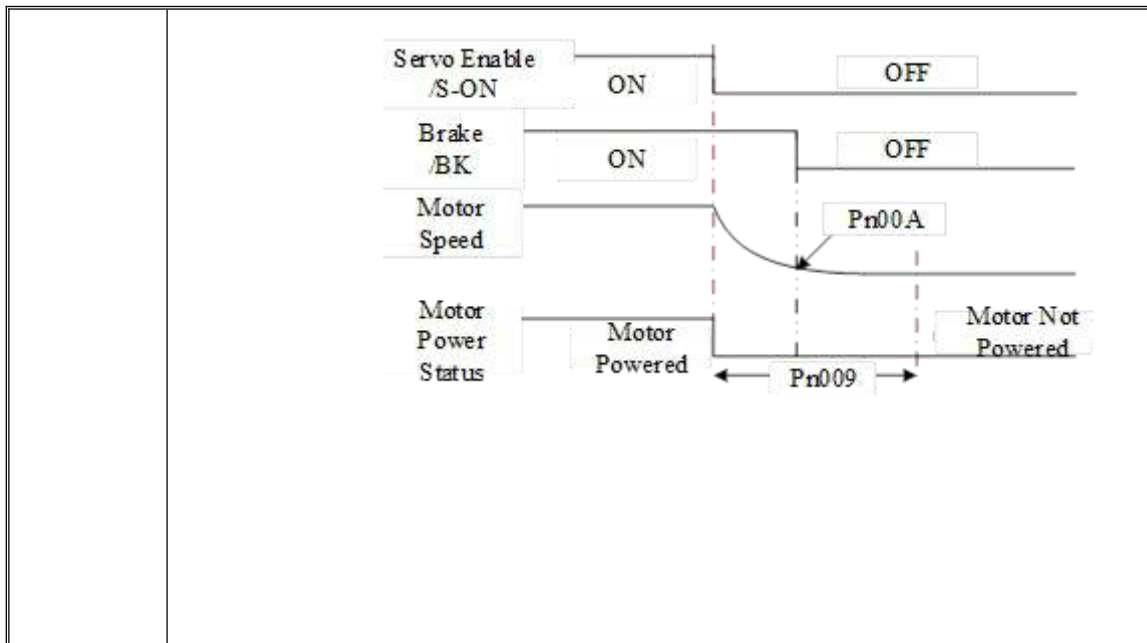 Servo Enable
/S-ON
ON
OFF
Brake
/BK
ON
OFF
Motor
Speed
Pn00A
Motor
Power
Status
Motor
Powered
Motor Not
Powered
Pn009